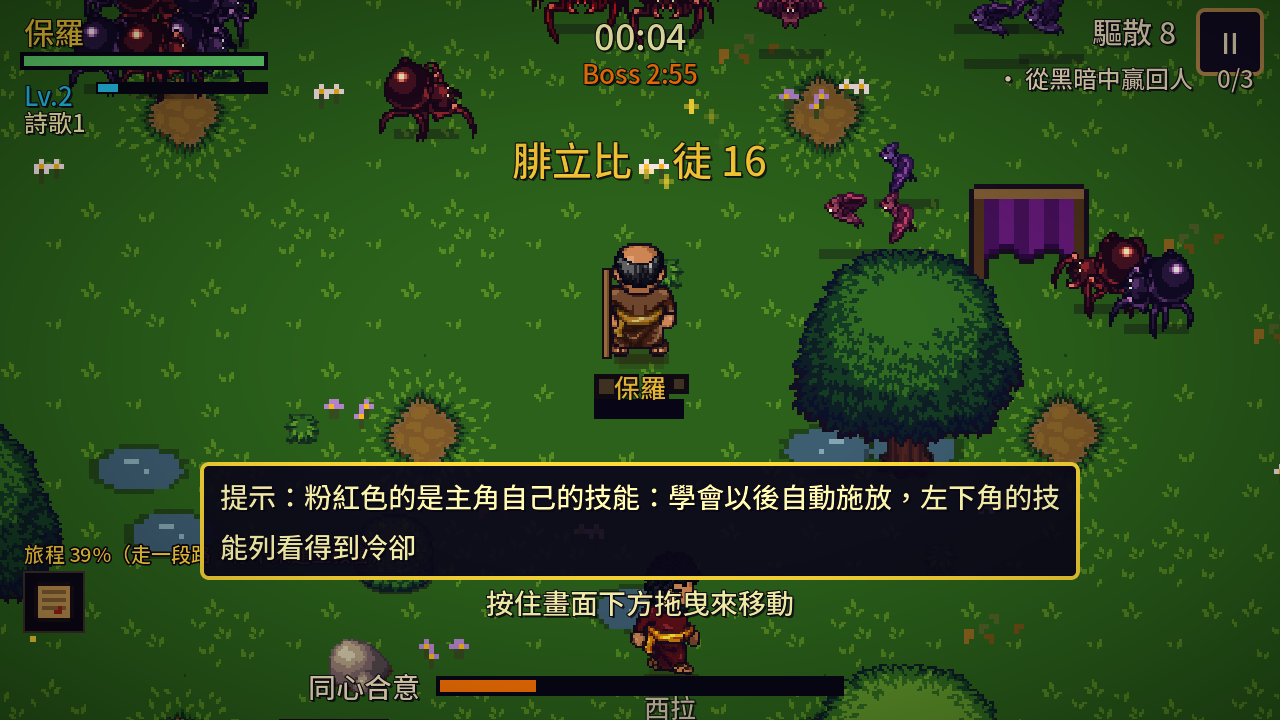 保羅
Lv.2
詩歌1
00:04
Boss 2:55
驅散 8
・ 從黑暗中贏回人 0/3
腓立比 徒 16
保羅
提示：粉紅色的是主角自己的技能：學會以後自動施放，左下角的技
能列看得到冷卻
旅程 39%（走一段
按住畫面下方拖曳來移動
同心合意
西拉